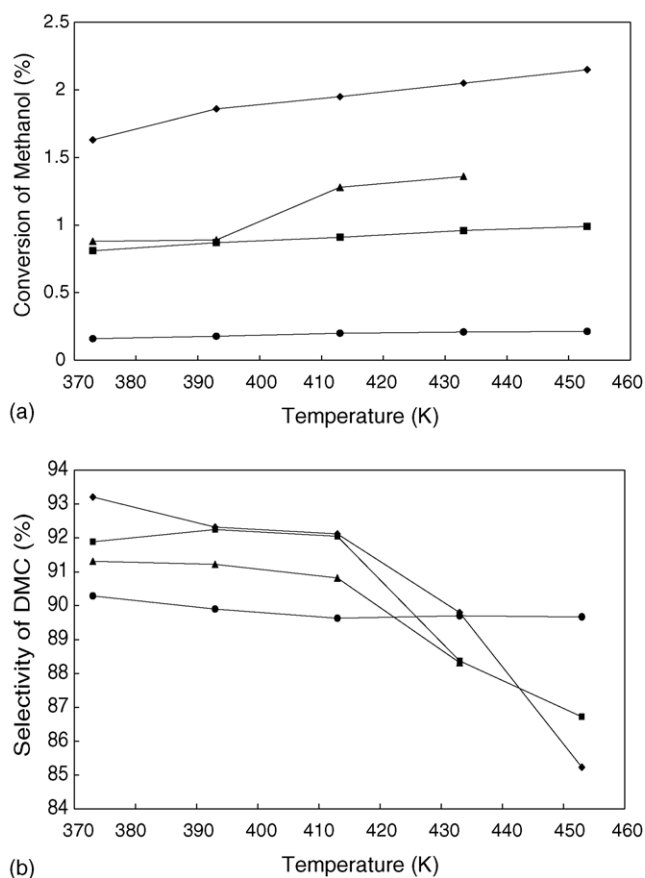 2.5
2
1.5
1
0.5
0
Conversion of Methanol (%)
370 380 390 400 410 420 430 440 450 460
Temperature (K)
(a)
94
93
92
91
90
89
88
87
86
85
84
Selectivity of DMC (%)
370 380 390 400 410 420 430 440 450 460
Temperature (K)
(b)